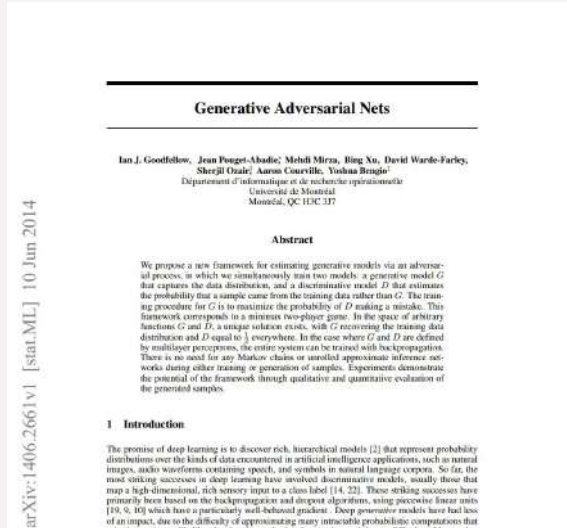 Generative Adversarial Nets
Ian J. Goodfellow, Jean Pouget-Abadie,* Mehdi Mirza, Bing Xu, David Warde-Farley,
Sherjil Ozair,† Aaron Courville, Yoshua Bengio‡
Département d'informatique et de recherche opérationnelle
Université de Montréal
Montréal, QC H3C 3J7
Abstract
We propose a new framework for estimating generative models via an adversar-
ial process, in which we simultaneously train two models: a generative model G
that captures the data distribution, and a discriminative model D that estimates
the probability that a sample came from the training data rather than G. The train-
ing procedure for G is to maximize the probability of D making a mistake. This
framework corresponds to a minimax two-player game. In the space of arbitrary
functions G and D, a unique solution exists, with G recovering the training data
distribution and D equal to 1/2 everywhere. In the case where G and D are defined
by multilayer perceptrons, the entire system can be trained with backpropagation.
There is no need for any Markov chains or unrolled approximate inference net-
works during either training or generation of samples. Experiments demonstrate
the potential of the framework through qualitative and quantitative evaluation of
the generated samples.
1 Introduction
The promise of deep learning is to discover rich, hierarchical models [2] that represent probability
distributions over the kinds of data encountered in artificial intelligence applications, such as natural
images, audio waveforms containing speech, and symbols in natural language corpora. So far, the
most striking successes in deep learning have involved discriminative models, usually those that
map a high-dimensional, rich sensory input to a class label [14, 22]. These striking successes have
primarily been based on the backpropagation and dropout algorithms, using piecewise linear units
[19, 9, 10] which have a particularly well-behaved gradient. Deep generative models have had less
of an impact, due to the difficulty of approximating many intractable probabilistic computations that
arXiv:1406.2661v1 [stat.ML] 10 Jun 2014